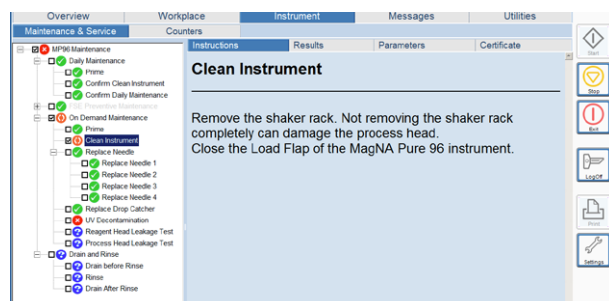 Overview Workplace Instrument Messages Utilities
Maintenance & Service Counters
Instructions Results Parameters Certificate
MP96 Maintenance
Daily Maintenance
Prime
Confirm Clean Instrument
Confirm Daily Maintenance
FSE Preventive Maintenance
On Demand Maintenance
Prime
Clean Instrument
Replace Needle
Replace Needle 1
Replace Needle 2
Replace Needle 3
Replace Needle 4
Replace Drop Catcher
UV Decontamination
Reagent Head Leakage Test
Process Head Leakage Test
Drain and Rinse
Drain before Rinse
Rinse
Drain After Rinse
Clean Instrument
Remove the shaker rack. Not removing the shaker rack
completely can damage the process head.
Close the Load Flap of the MagNA Pure 96 instrument.
Start
Stop
Exit
LogOff
Print
Settings